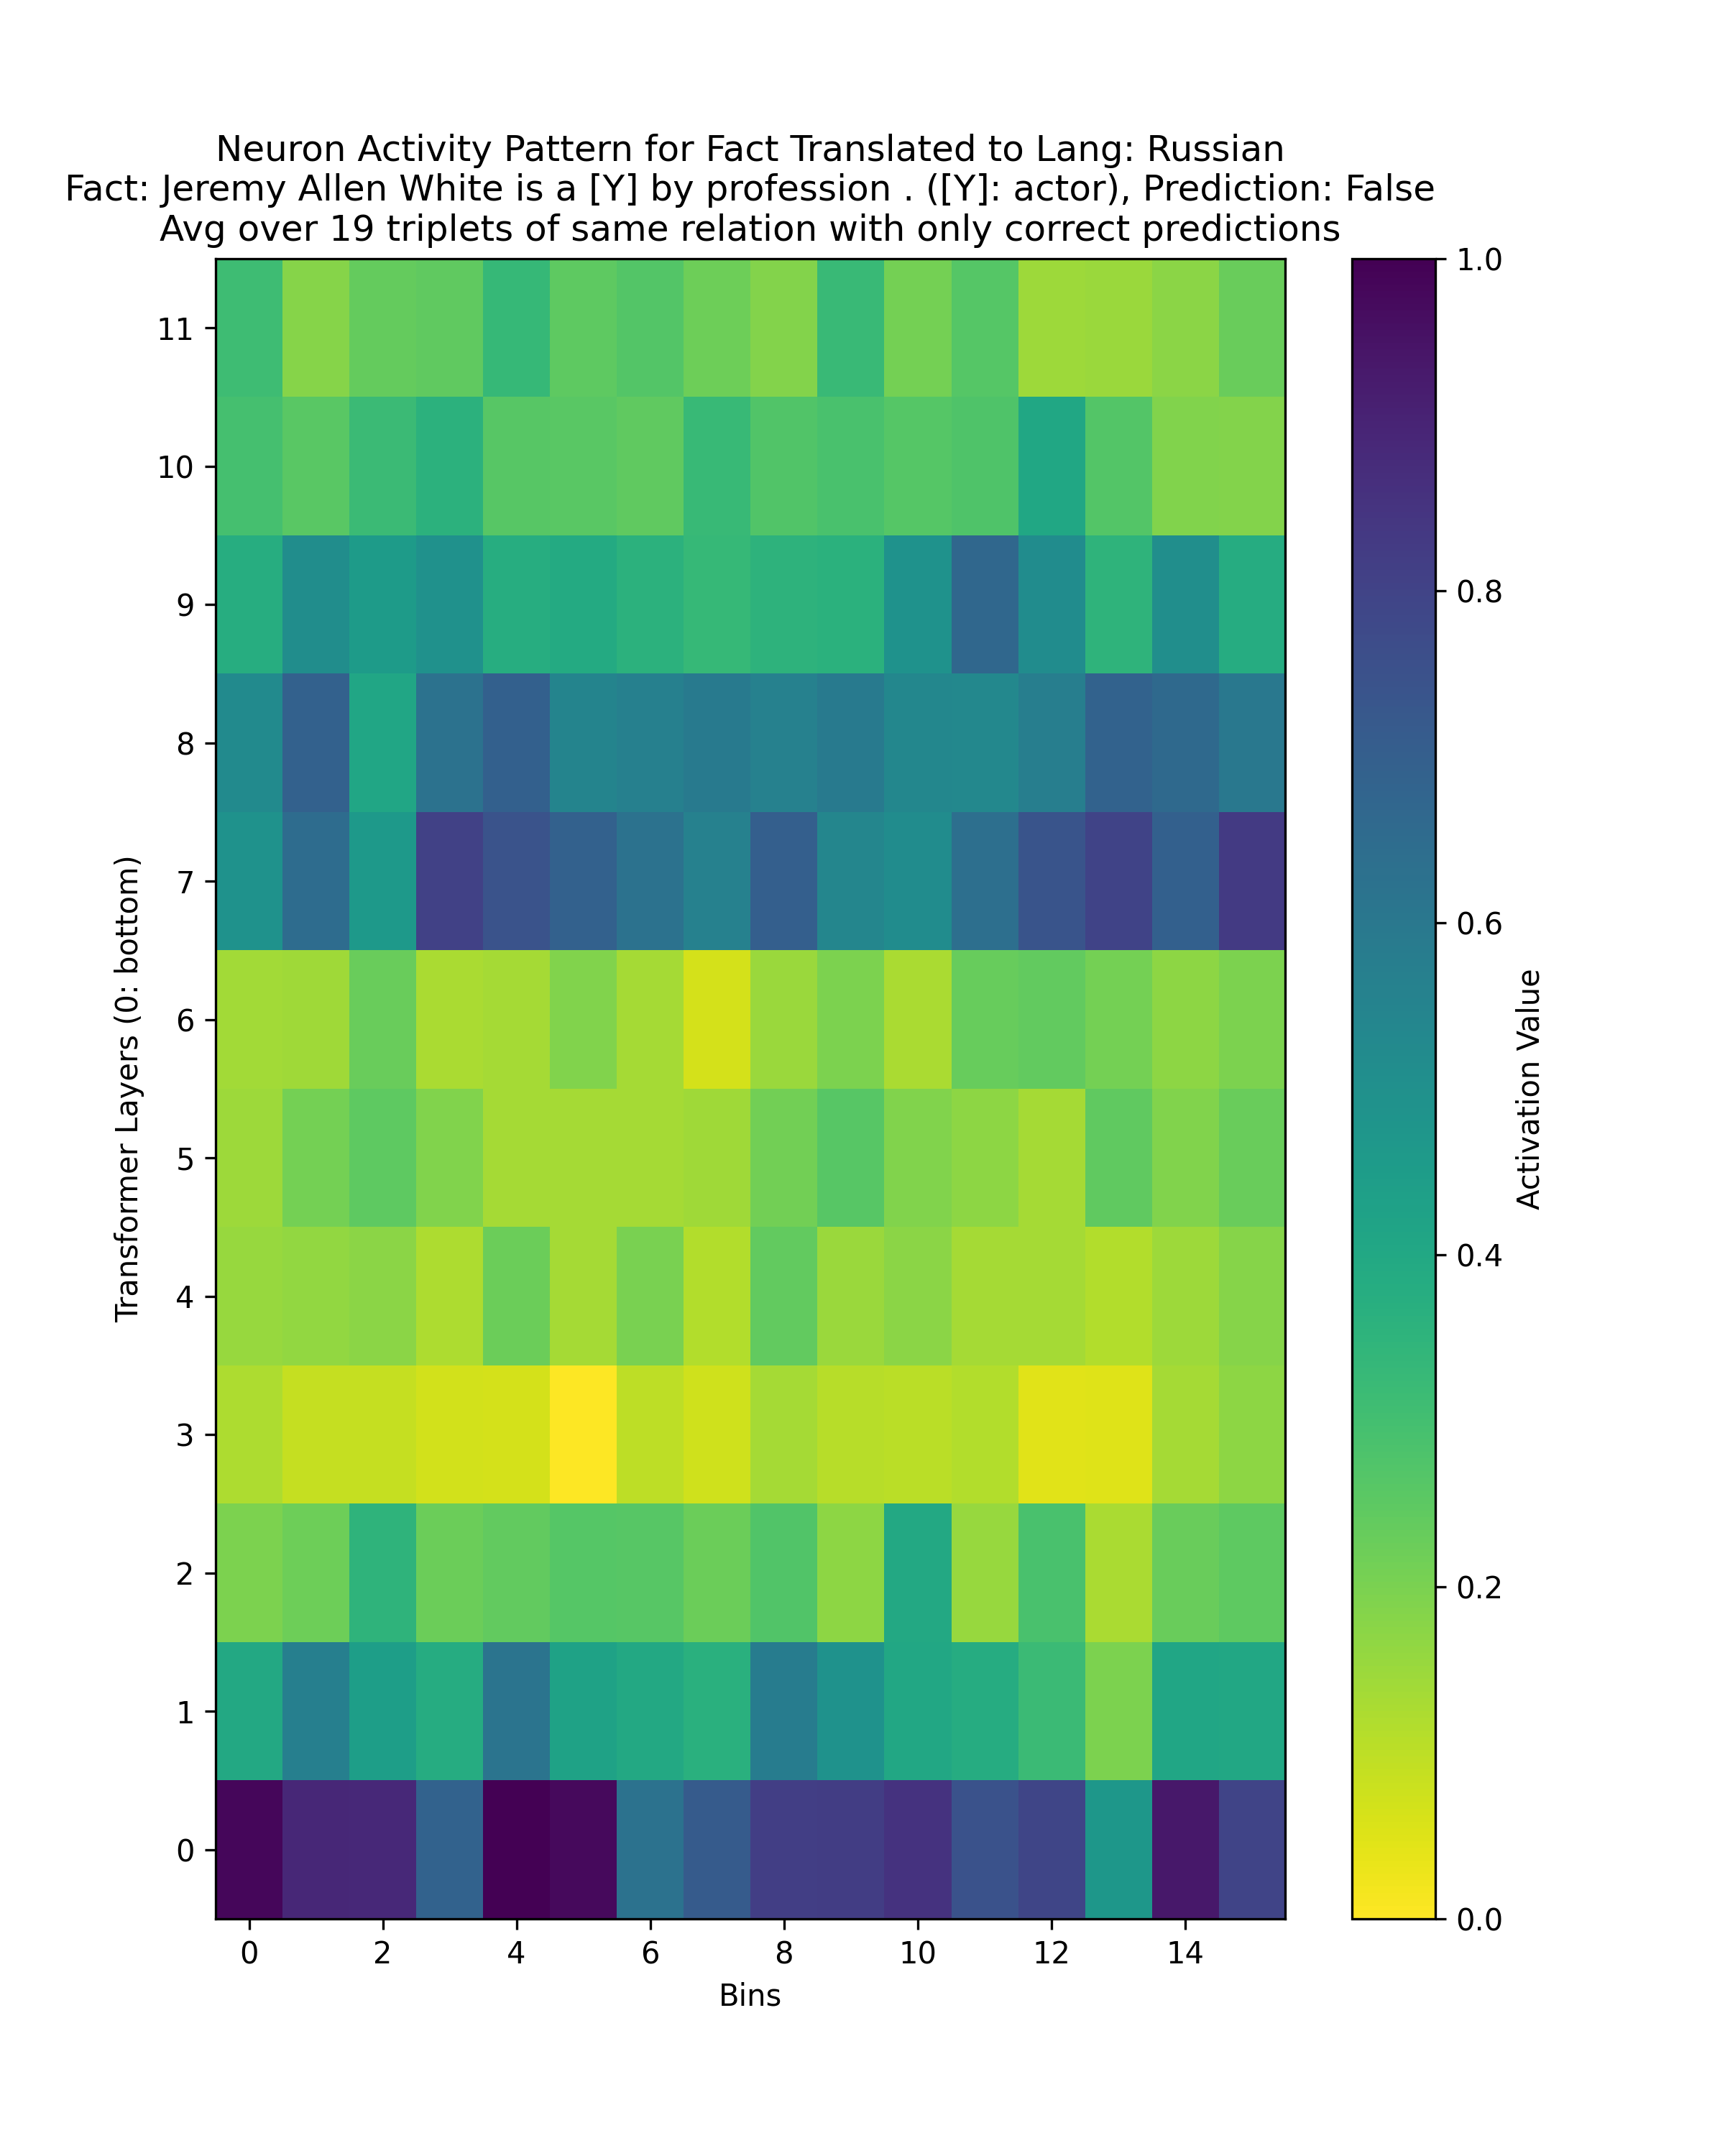 Neuron Activity Pattern for Fact Translated to Lang: Russian
Fact: Jeremy Allen White is a [Y] by profession . ([Y]: actor), Prediction: False
Avg over 19 triplets of same relation with only correct predictions
11
10
9
8
7
6
5
4
3
2
1
0
Transformer Layers (0: bottom)
0 2 4 6 8 10 12 14
Bins
1.0
0.8
0.6
0.4
0.2
0.0
Activation Value